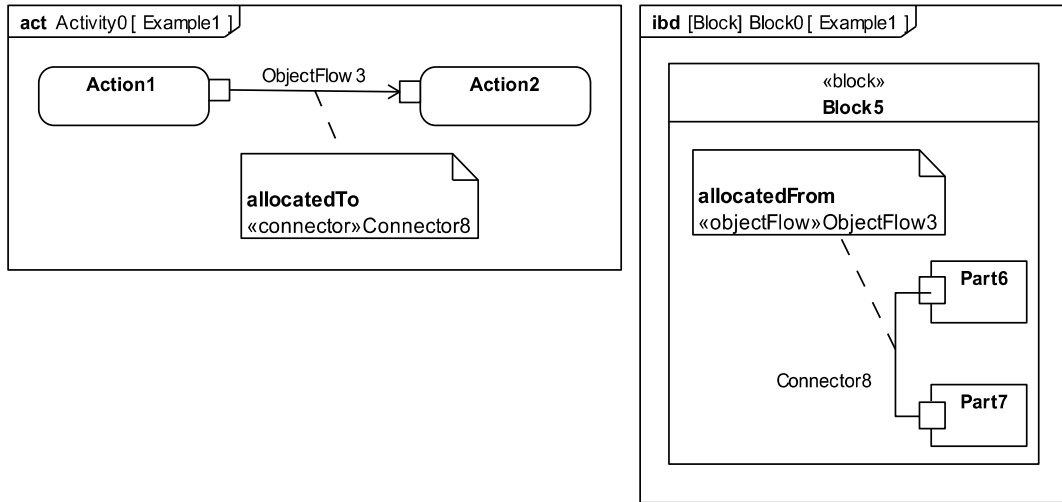 act Activity0 [ Example1 ]
Action1
ObjectFlow 3
Action2
allocatedTo
«connector»Connector8
ibd [Block] Block0 [ Example1 ]
«block»
Block5
allocatedFrom
«objectFlow»ObjectFlow3
Part6
Connector8
Part7